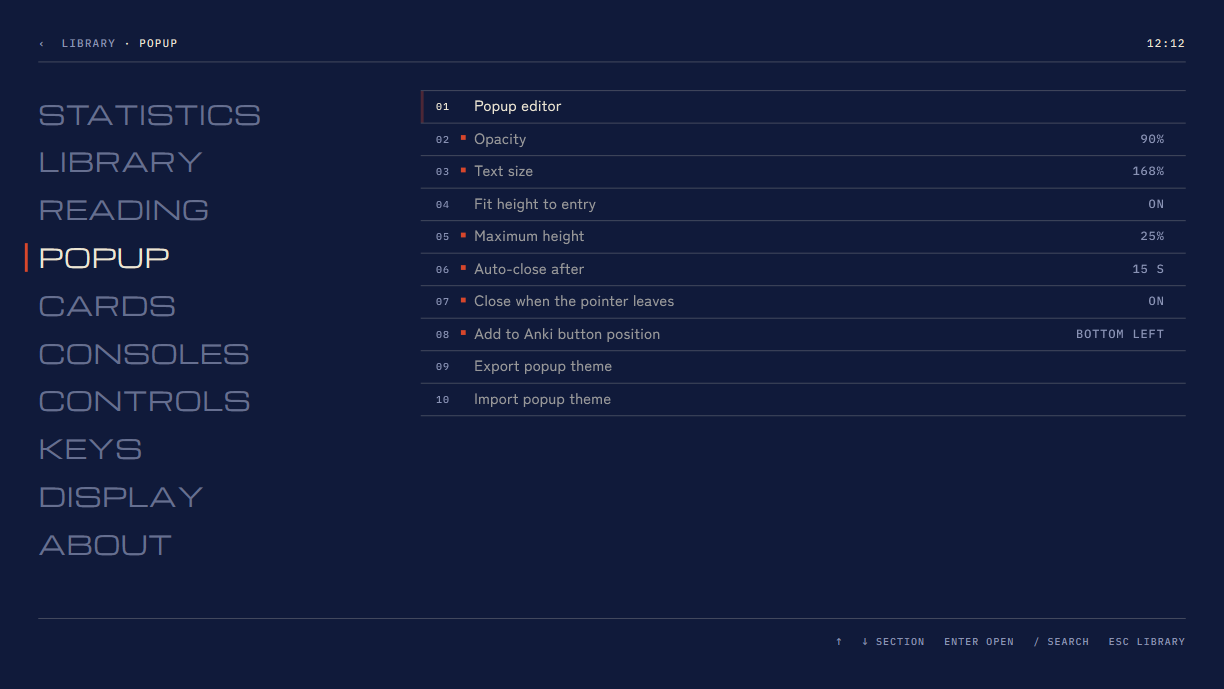 ‹ LIBRARY · POPUP 12:12
STATISTICS
LIBRARY
READING
POPUP
CARDS
CONSOLES
CONTROLS
KEYS
DISPLAY
ABOUT
01 Popup editor
02 Opacity 90%
03 Text size 168%
04 Fit height to entry ON
05 Maximum height 25%
06 Auto-close after 15 S
07 Close when the pointer leaves ON
08 Add to Anki button position BOTTOM LEFT
09 Export popup theme
10 Import popup theme
↑ ↓ SECTION ENTER OPEN / SEARCH ESC LIBRARY